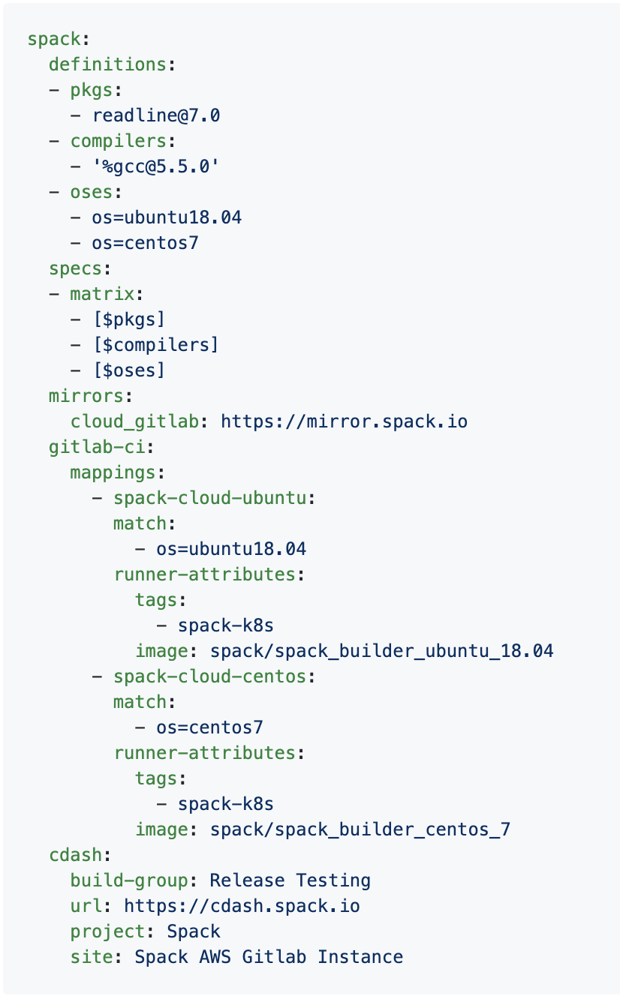 spack:
  definitions:
  - pkgs:
    - readline@7.0
  - compilers:
    - '%gcc@5.5.0'
  - oses:
    - os=ubuntu18.04
    - os=centos7
  specs:
  - matrix:
    - [$pkgs]
    - [$compilers]
    - [$oses]
  mirrors:
    cloud_gitlab: https://mirror.spack.io
  gitlab-ci:
    mappings:
      - spack-cloud-ubuntu:
        match:
          - os=ubuntu18.04
        runner-attributes:
          tags:
            - spack-k8s
          image: spack/spack_builder_ubuntu_18.04
      - spack-cloud-centos:
        match:
          - os=centos7
        runner-attributes:
          tags:
            - spack-k8s
          image: spack/spack_builder_centos_7
  cdash:
    build-group: Release Testing
    url: https://cdash.spack.io
    project: Spack
    site: Spack AWS Gitlab Instance